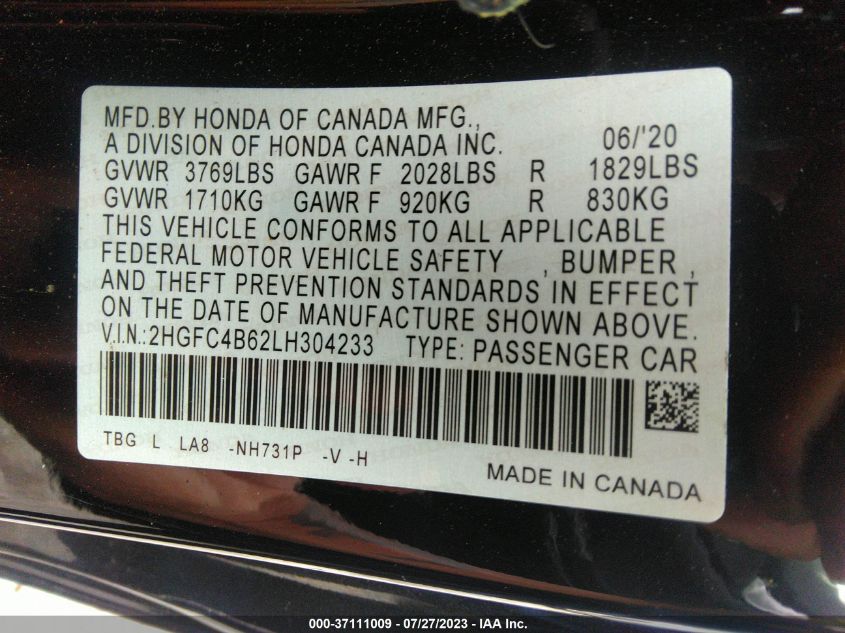 MFD.BY HONDA OF CANADA MFG.,
A DIVISION OF HONDA CANADA INC. 06/'20
GVWR 3769LBS GAWR F 2028LBS R 1829LBS
GVWR 1710KG GAWR F 920KG R 830KG
THIS VEHICLE CONFORMS TO ALL APPLICABLE
FEDERAL MOTOR VEHICLE SAFETY , BUMPER ,
AND THEFT PREVENTION STANDARDS IN EFFECT
ON THE DATE OF MANUFACTURE SHOWN ABOVE.
V.I.N.:2HGFC4B62LH304233 TYPE: PASSENGER CAR
TBG L LA8 -NH731P -V -H
MADE IN CANADA
000-37111009 / 07/27/2023 - IAA Inc.